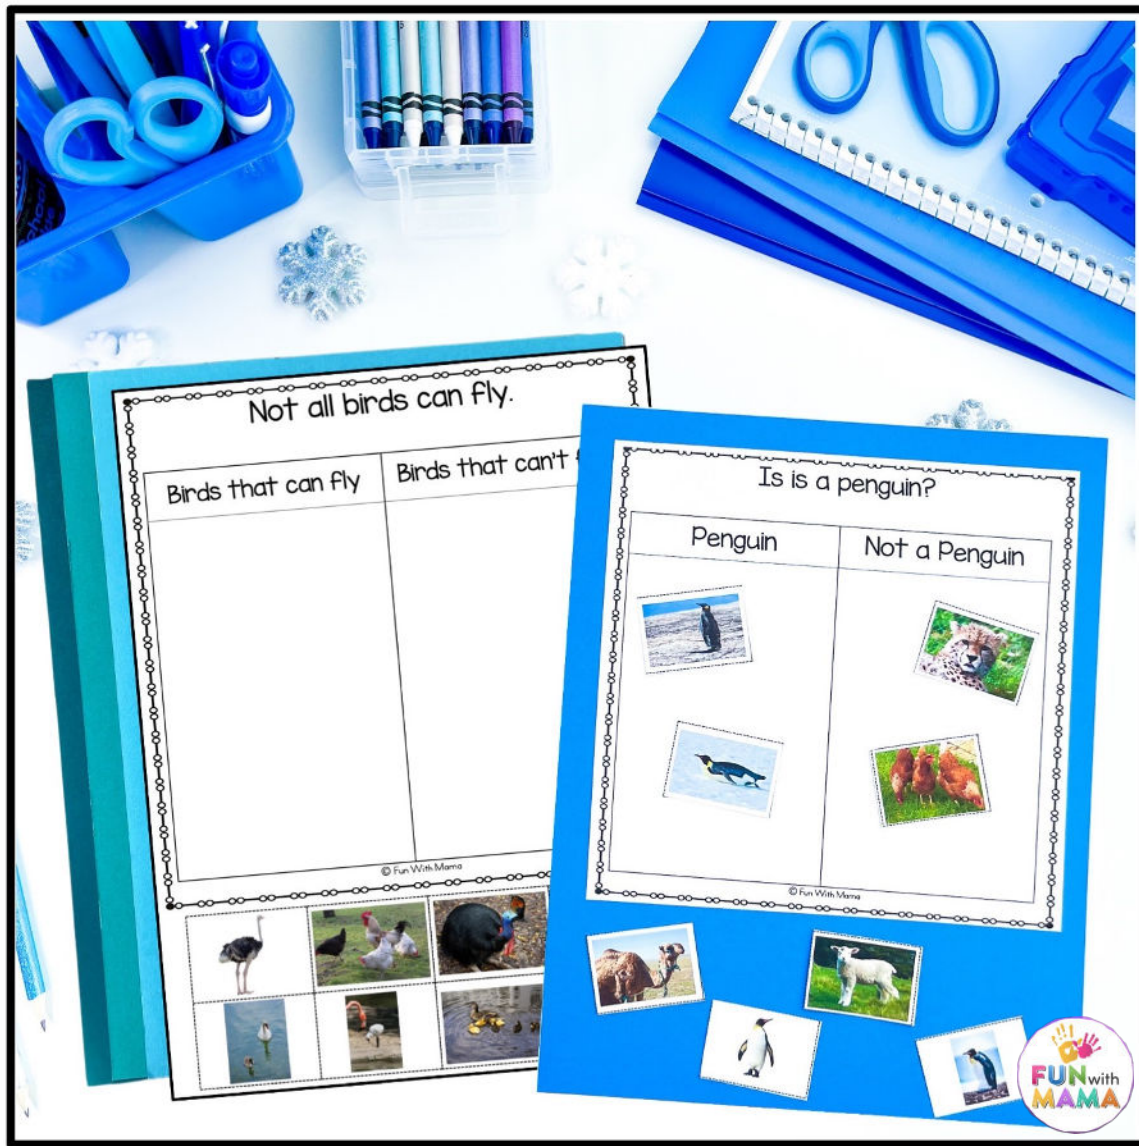 Not all birds can fly.
Birds that can fly
Birds that can't
© Fun With Mama
Is is a penguin?
Penguin
Not a Penguin
© Fun With Mama
FUN with
MAMA